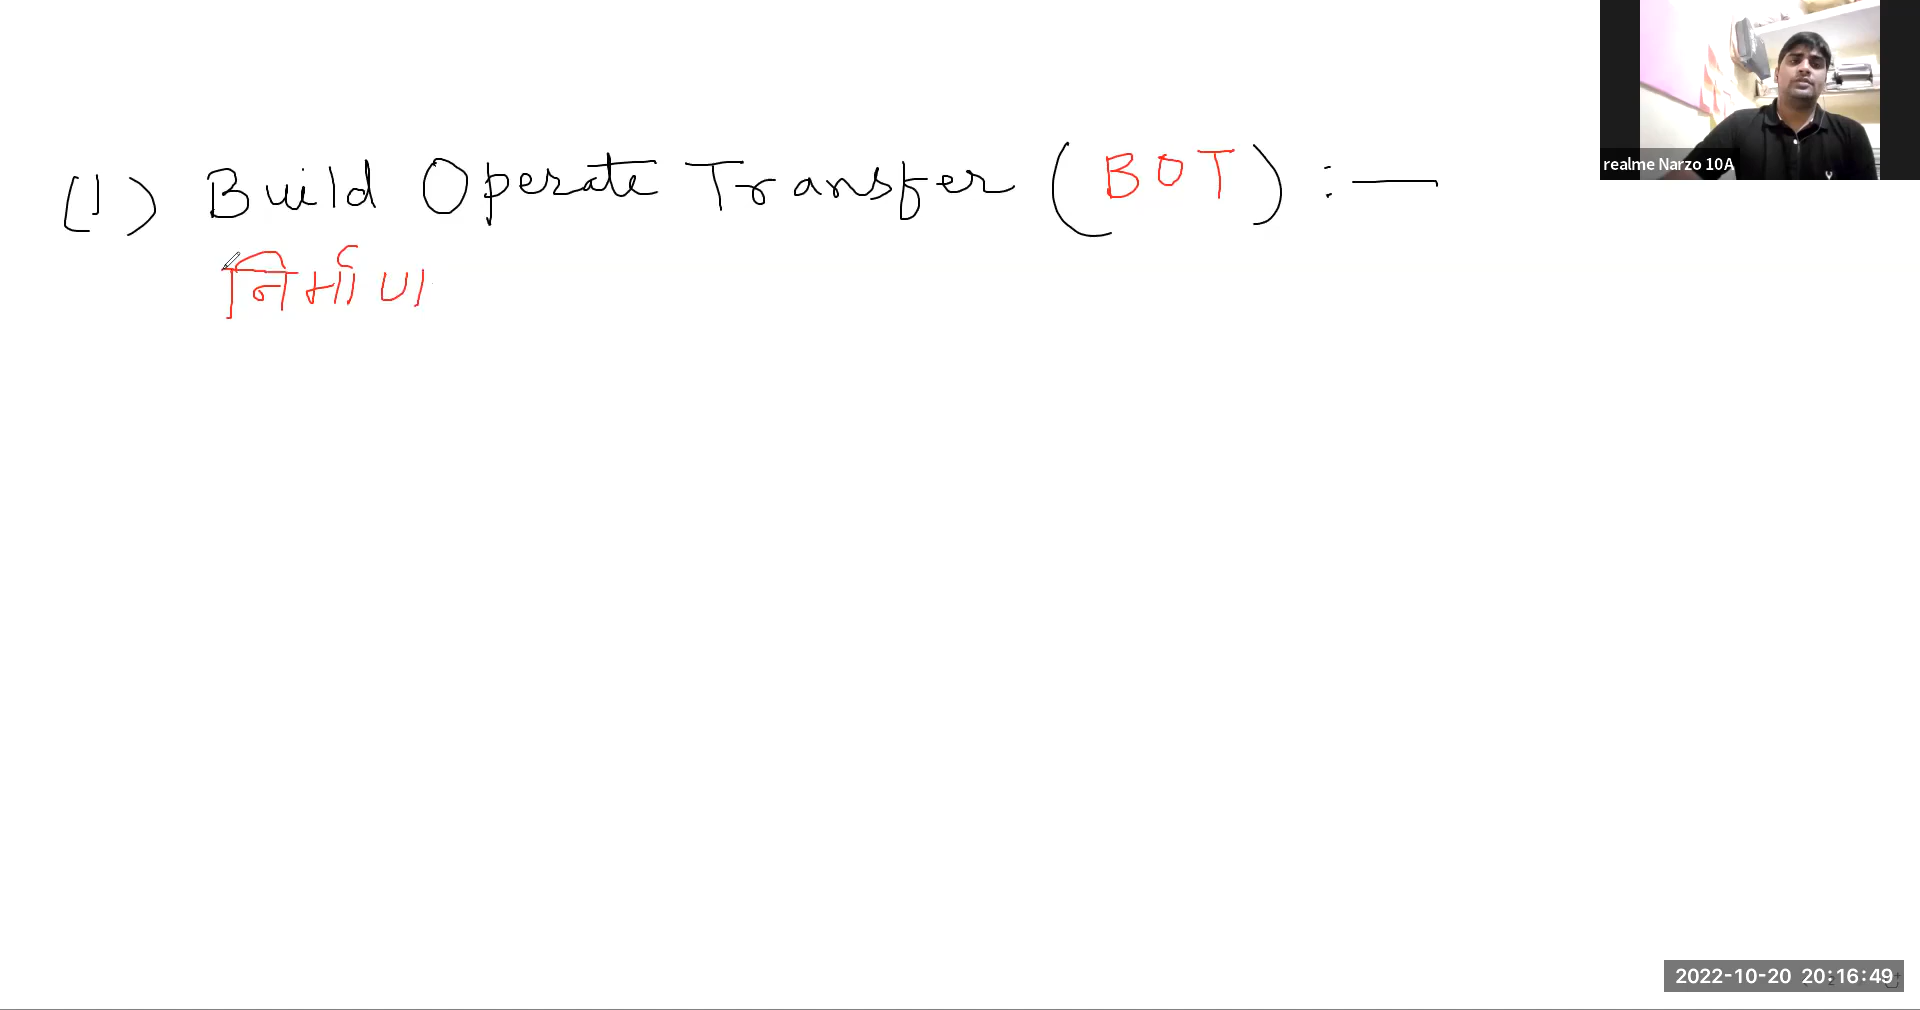 (1) Build Operate Transfer (BOT) :—
निर्माण
realme Narzo 10A
2022-10-20 20:16:49